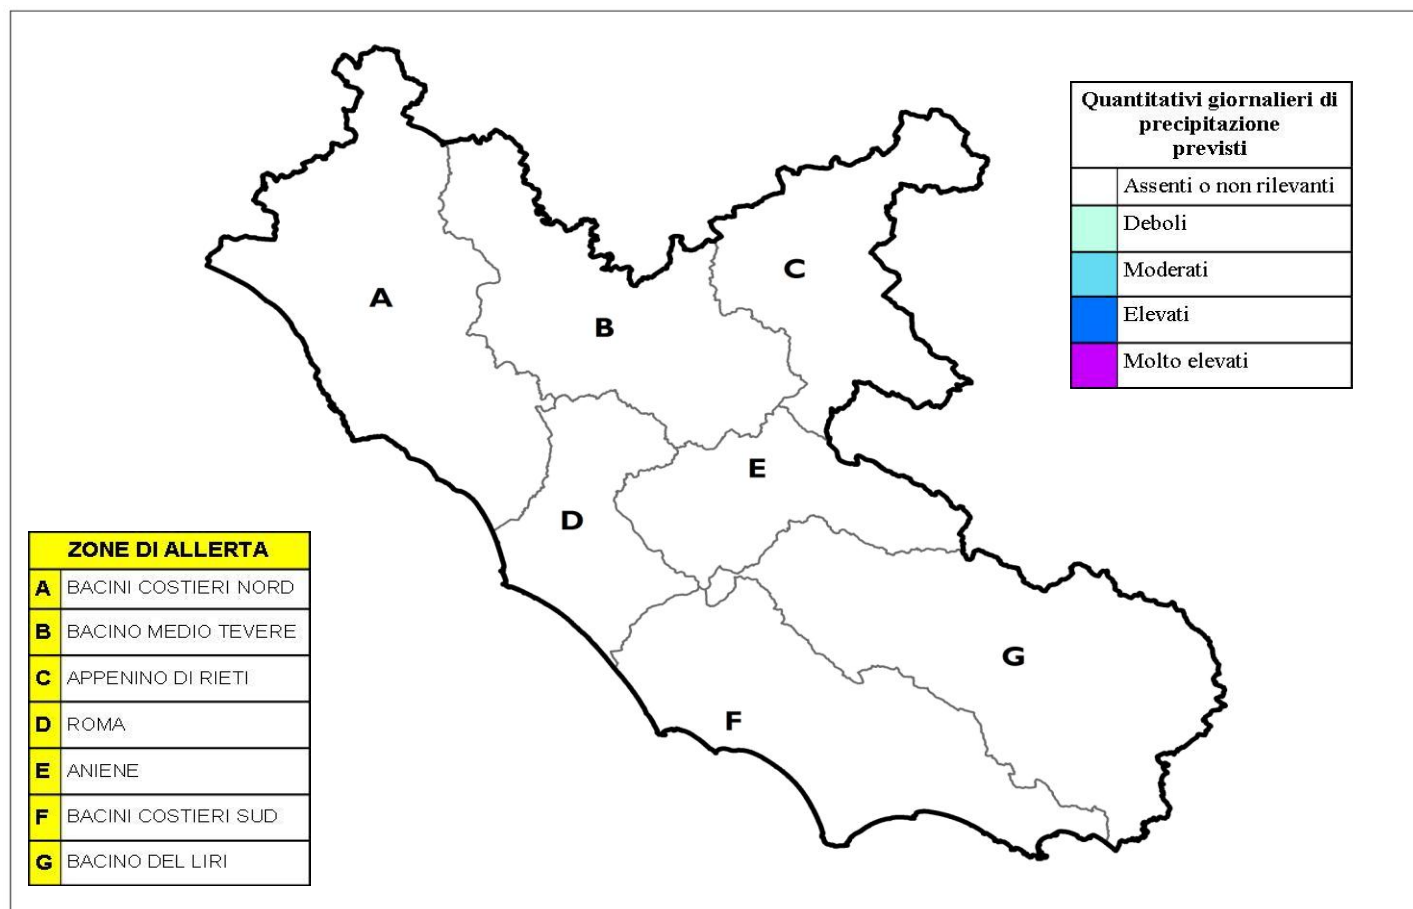 Quantitativi giornalieri di
precipitazione
previsti
Assenti o non rilevanti
Deboli
Moderati
Elevati
Molto elevati
A
B
C
D
E
F
G
ZONE DI ALLERTA
A BACINI COSTIERI NORD
B BACINO MEDIO TEVERE
C APPENINO DI RIETI
D ROMA
E ANIENE
F BACINI COSTIERI SUD
G BACINO DEL LIRI